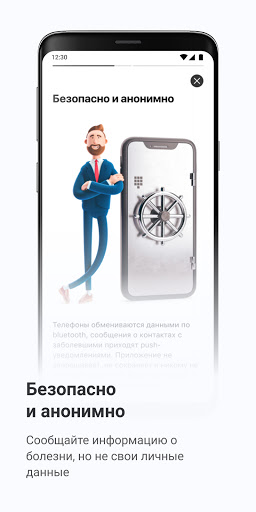 12:30
Безопасно и анонимно
Телефоны обмениваются данными по
bluetooth, сообщения о контактах с
заболевшими приходят push-
уведомлениями. Приложение не
Безопасно
и анонимно
Сообщайте информацию о
болезни, но не свои личные
данные